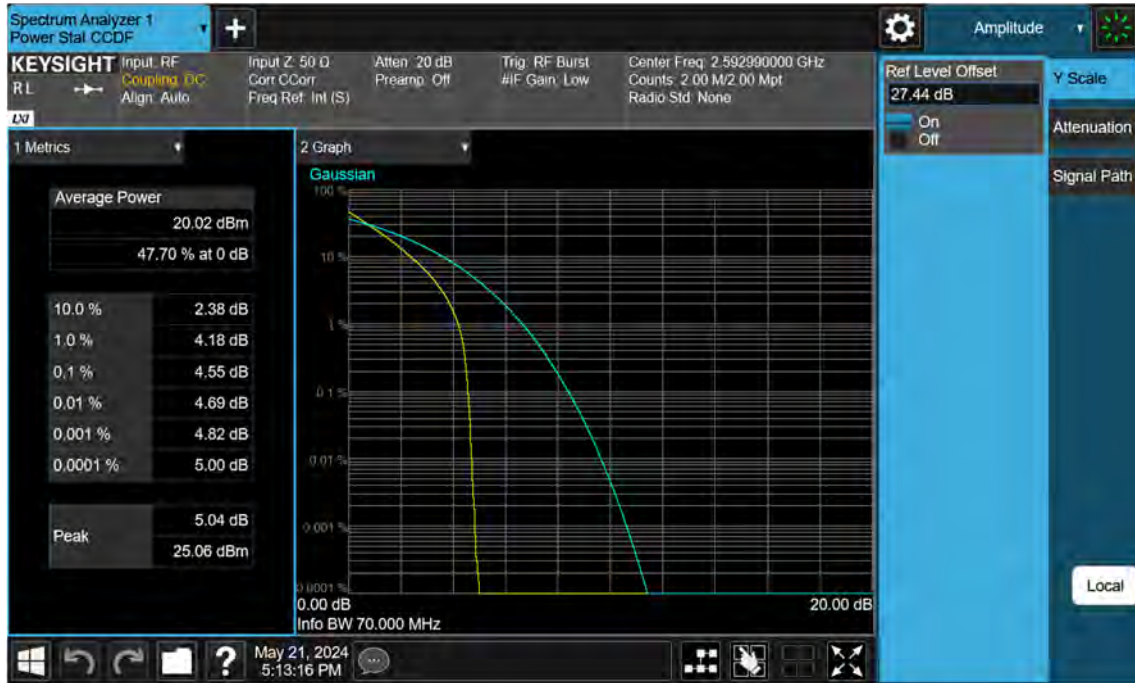 Spectrum Analyzer 1
Power Stat CCDF
+
Amplitude
KEYSIGHT
Input: RF
Input Z: 50 Ω
Atten: 20 dB
Trig: RF Burst
Center Freq: 2.592990000 GHz
RL
Coupling: DC
Corr CCorr
Preamp: Off
#IF Gain: Low
Counts: 2.00 M/2.00 Mpt
Align: Auto
Freq Ref: Int (S)
Radio Std: None
LXI
Ref Level Offset
27.44 dB
On
Off
Y Scale
Attenuation
Signal Path
Local
1 Metrics
Average Power
20.02 dBm
47.70 % at 0 dB
10.0 % 2.38 dB
1.0 % 4.18 dB
0.1 % 4.55 dB
0.01 % 4.69 dB
0.001 % 4.82 dB
0.0001 % 5.00 dB
Peak
5.04 dB
25.06 dBm
2 Graph
Gaussian
100 %
10 %
1 %
0.1 %
0.01 %
0.001 %
0.0001 %
0.00 dB 20.00 dB
Info BW 70.000 MHz
?
May 21, 2024
5:13:16 PM